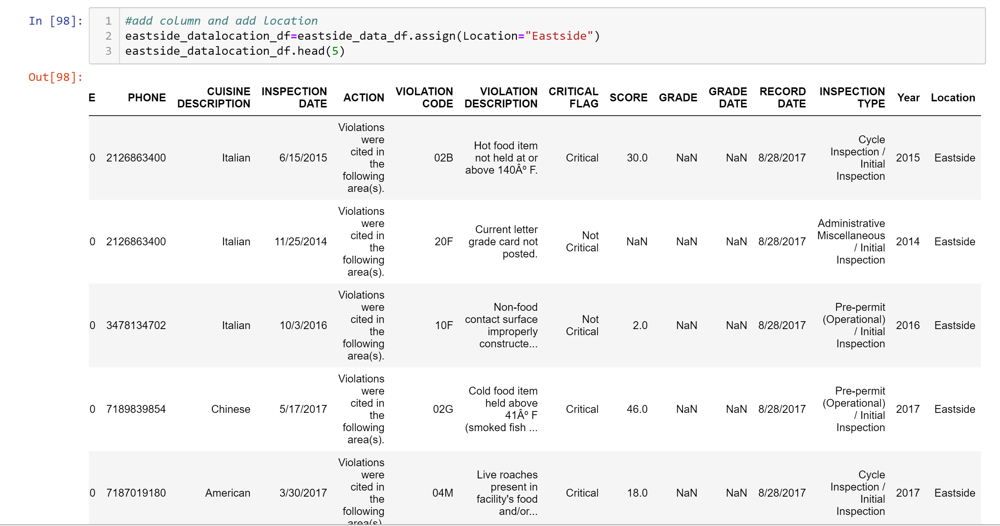 In [98]:
1 #add column and add location
2 eastside_datalocation_df=eastside_data_df.assign(Location="Eastside")
3 eastside_datalocation_df.head(5)
Out[98]:
E PHONE CUISINE DESCRIPTION INSPECTION DATE ACTION VIOLATION CODE VIOLATION DESCRIPTION CRITICAL FLAG SCORE GRADE GRADE DATE RECORD DATE INSPECTION TYPE Year Location
0 2126863400 Italian 6/15/2015 Violations were cited in the following area(s). 02B Hot food item not held at or above 140Âº F. Critical 30.0 NaN NaN 8/28/2017 Cycle Inspection / Initial Inspection 2015 Eastside
0 2126863400 Italian 11/25/2014 Violations were cited in the following area(s). 20F Current letter grade card not posted. Not Critical NaN NaN NaN 8/28/2017 Administrative Miscellaneous / Initial Inspection 2014 Eastside
0 3478134702 Italian 10/3/2016 Violations were cited in the following area(s). 10F Non-food contact surface improperly constructe... Not Critical 2.0 NaN NaN 8/28/2017 Pre-permit (Operational) / Initial Inspection 2016 Eastside
0 7189839854 Chinese 5/17/2017 Violations were cited in the following area(s). 02G Cold food item held above 41Âº F (smoked fish ... Critical 46.0 NaN NaN 8/28/2017 Pre-permit (Operational) / Initial Inspection 2017 Eastside
0 7187019180 American 3/30/2017 Violations were cited in the following area(s). 04M Live roaches present in facility's food and/or... Critical 18.0 NaN NaN 8/28/2017 Cycle Inspection / Initial Inspection 2017 Eastside